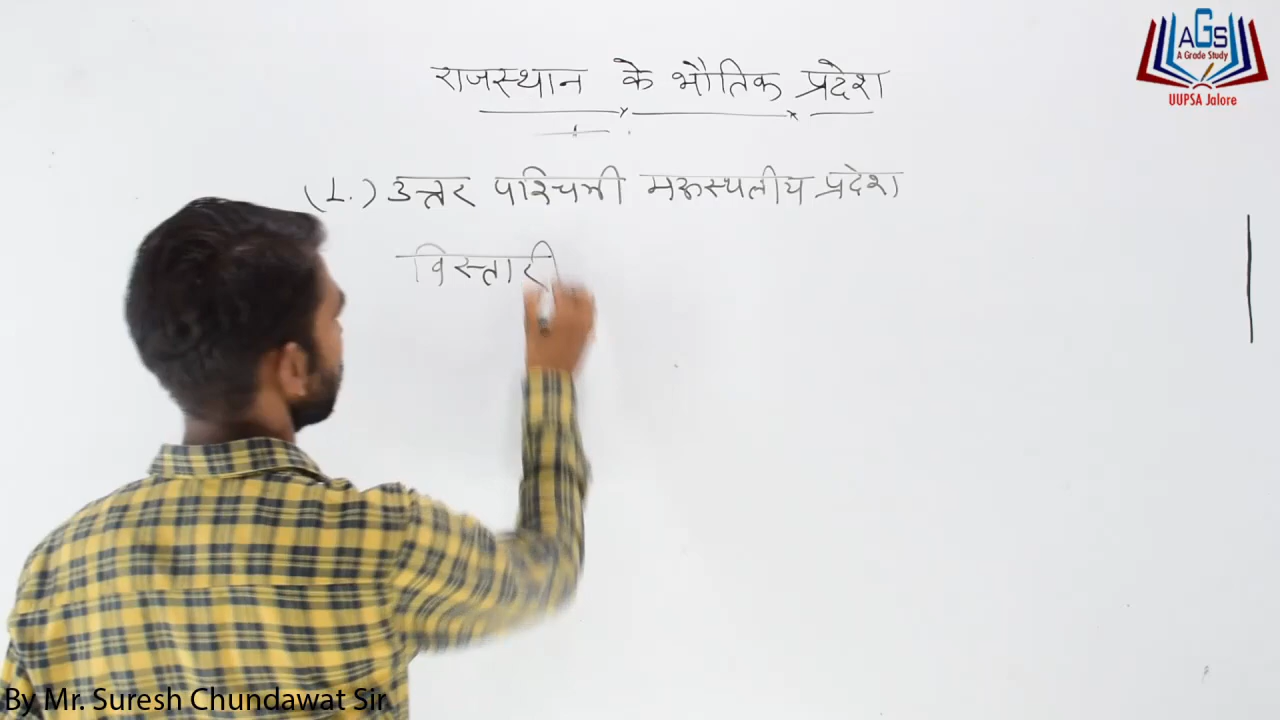 AGS
A Grade Study
UUPSA Jalore
राजस्थान के भौतिक प्रदेश
(1.) उत्तर पश्चिमी मरूस्थलीय प्रदेश
विस्तारी
By Mr. Suresh Chundawat Sir